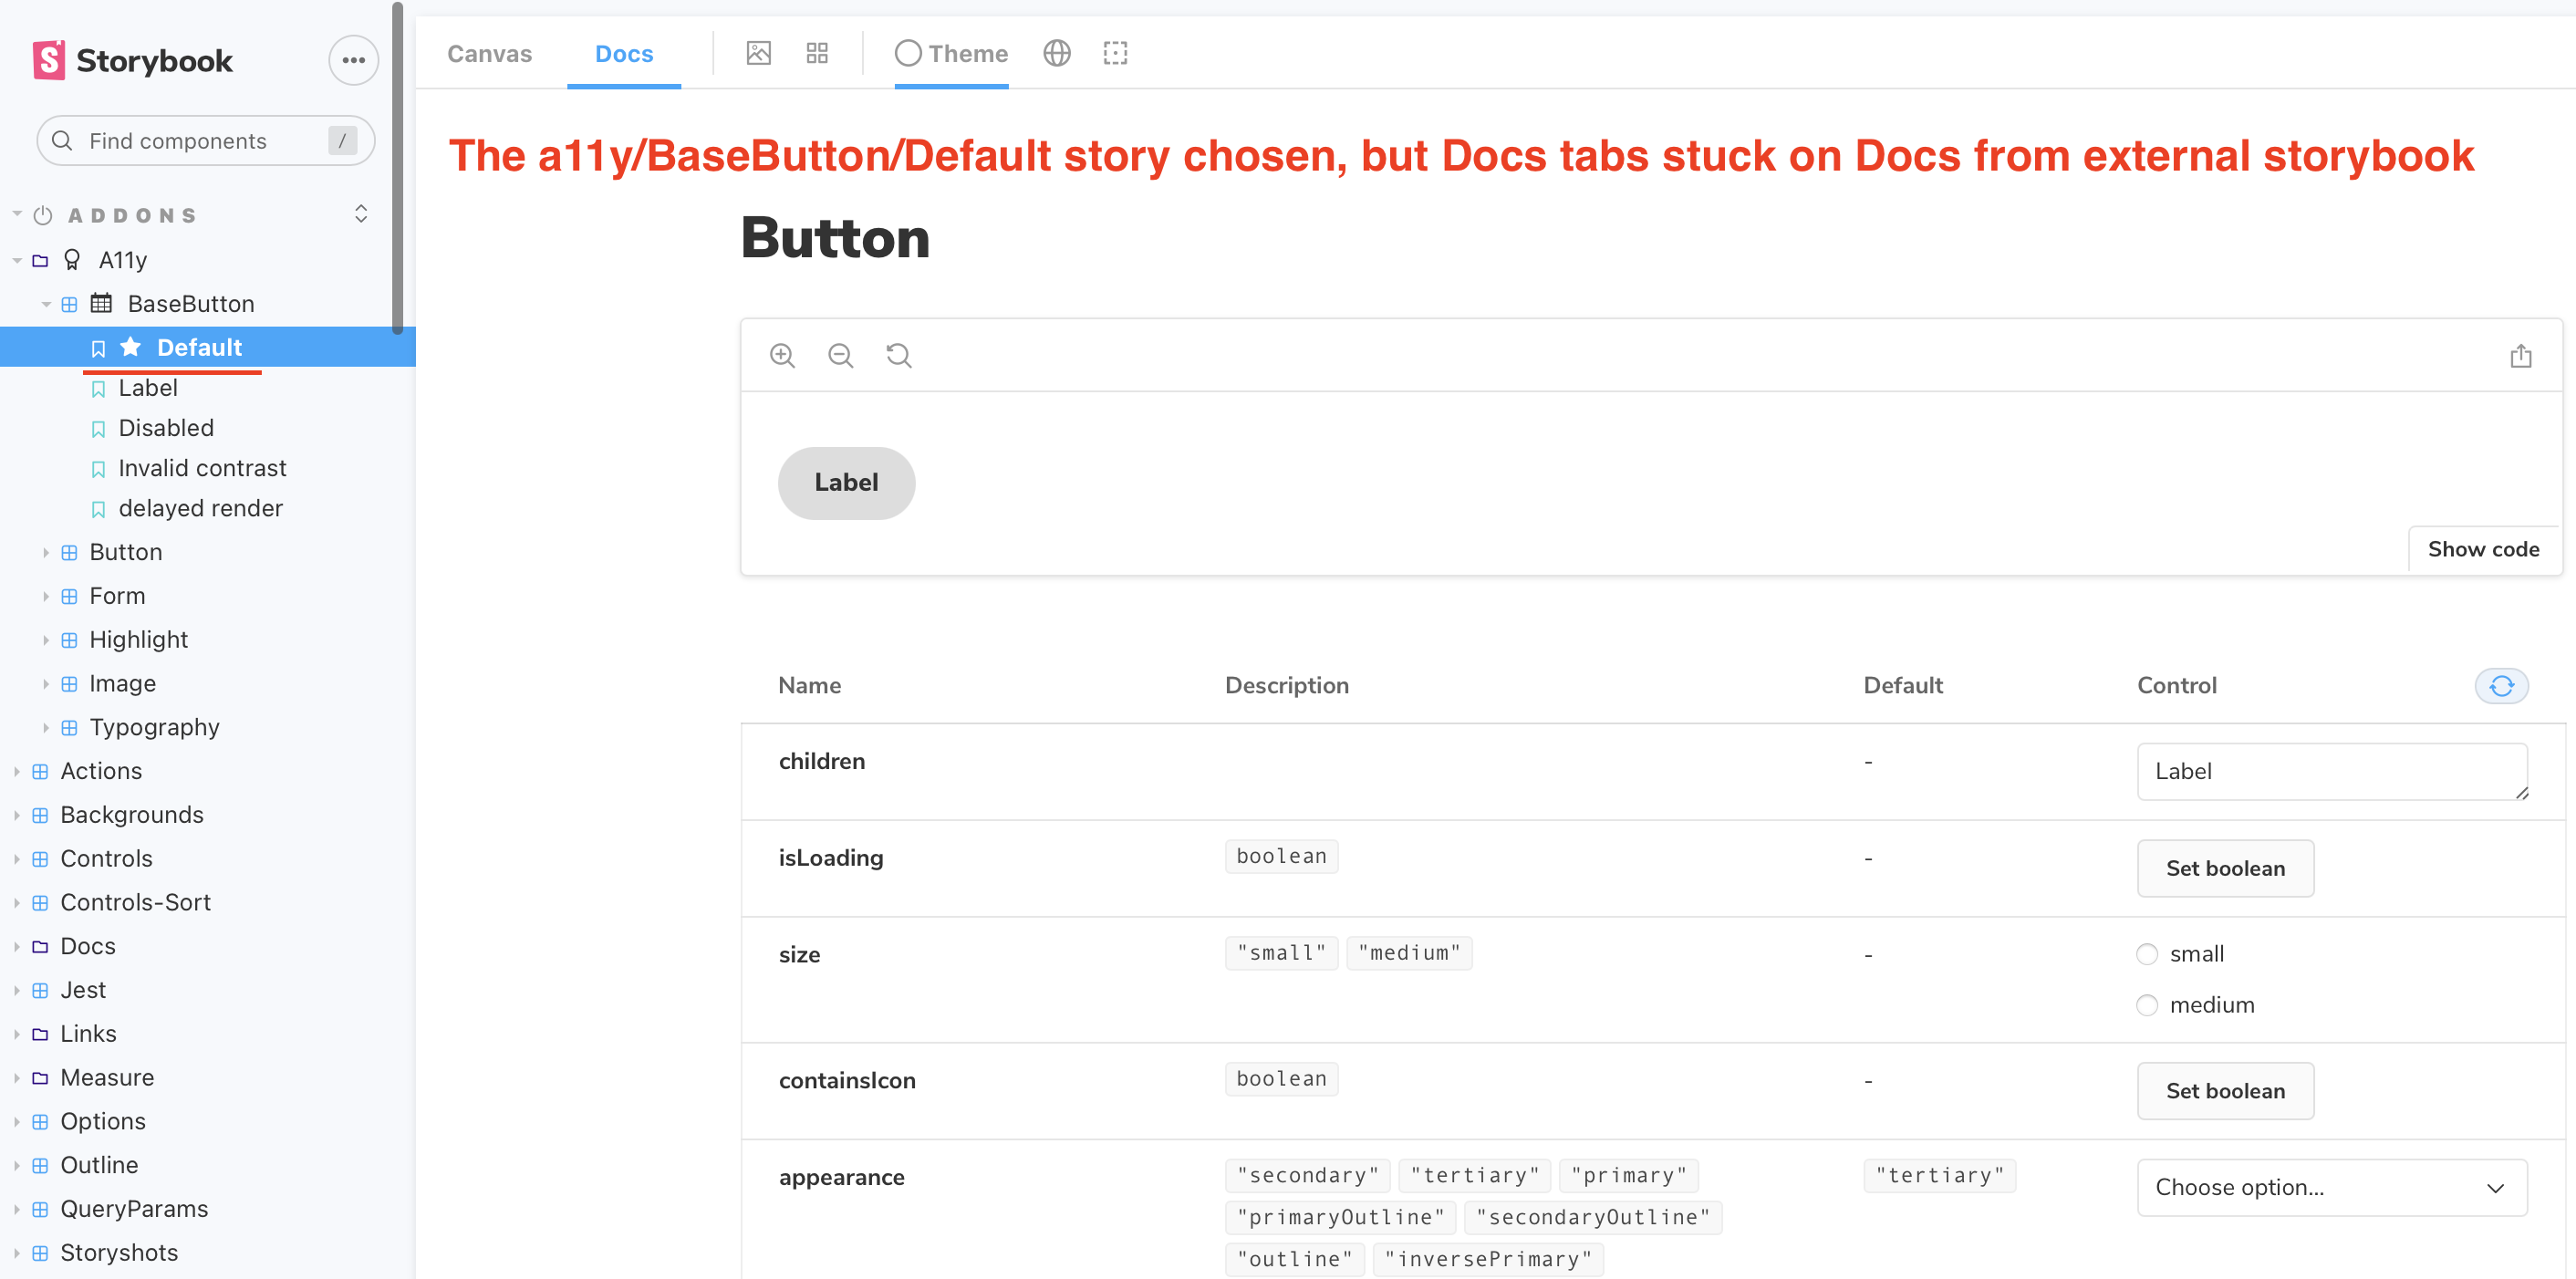 Storybook
Find components /
ADDONS
A11y
BaseButton
Default
Label
Disabled
Invalid contrast
delayed render
Button
Form
Highlight
Image
Typography
Actions
Backgrounds
Controls
Controls-Sort
Docs
Jest
Links
Measure
Options
Outline
QueryParams
Storyshots
Canvas Docs Theme
The a11y/BaseButton/Default story chosen, but Docs tabs stuck on Docs from external storybook
Button
Label
Show code
Name Description Default Control
children - Label
isLoading boolean - Set boolean
size "small" "medium" - small
medium
containsIcon boolean - Set boolean
appearance "secondary" "tertiary" "primary" "tertiary" Choose option...
"primaryOutline" "secondaryOutline"
"outline" "inversePrimary"